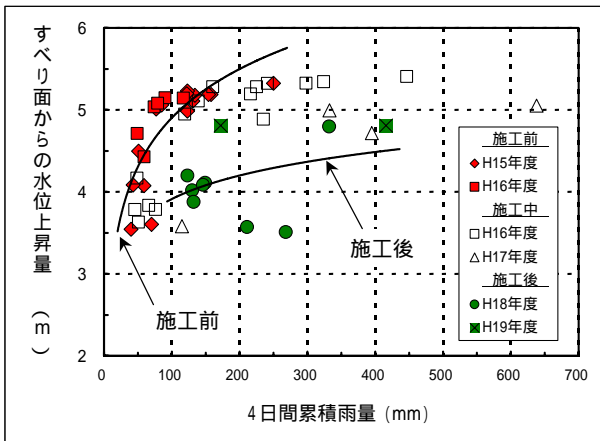 すべり面からの水位上昇量 (m)
6
5
4
3
2
0
100
200
300
400
500
600
700
4日間累積雨量 (mm)
施工前
施工後
施工前
H15年度
H16年度
施工中
H16年度
H17年度
施工後
H18年度
H19年度